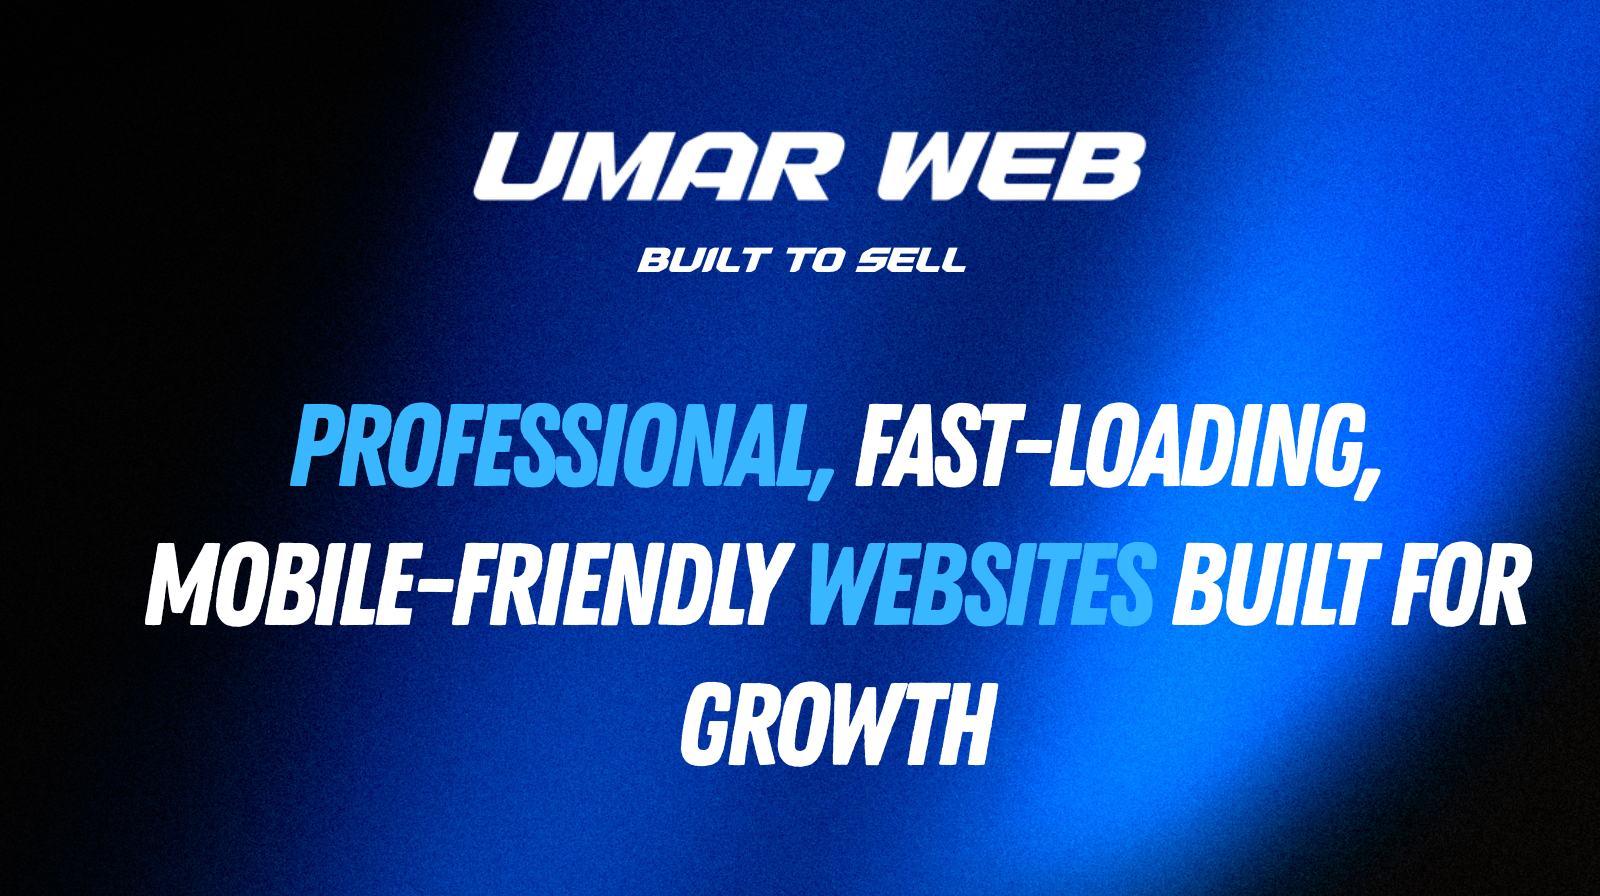 UMAR WEB
BUILT TO SELL
PROFESSIONAL, FAST-LOADING,
MOBILE-FRIENDLY WEBSITES BUILT FOR
GROWTH